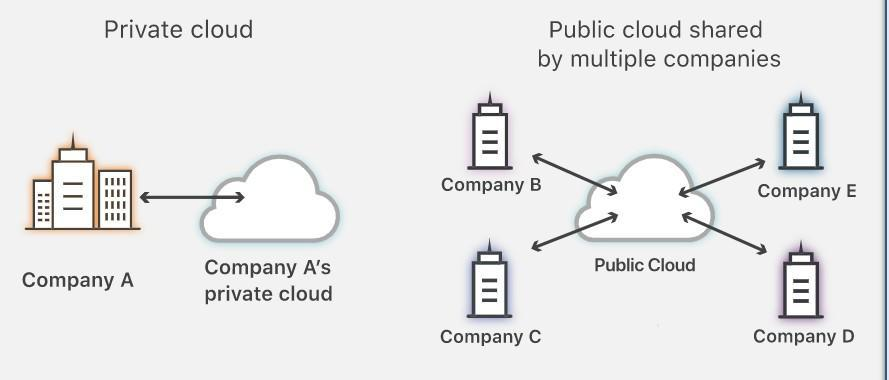 Private cloud
Company A
Company A's
private cloud
Public cloud shared
by multiple companies
Company B
Company E
Public Cloud
Company C
Company D